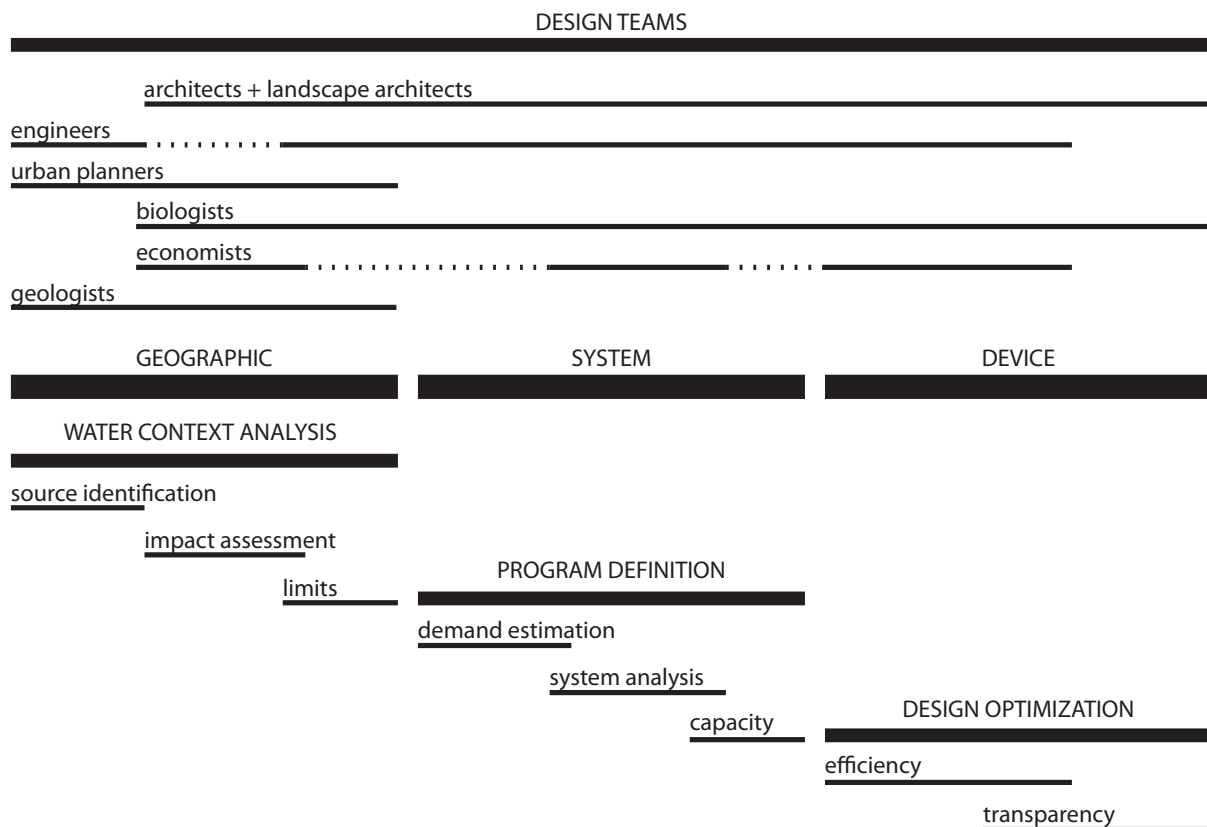 DESIGN TEAMS
architects + landscape architects
engineers
urban planners
biologists
economists
geologists
GEOGRAPHIC
SYSTEM
DEVICE
WATER CONTEXT ANALYSIS
source identification
impact assessment
limits
PROGRAM DEFINITION
demand estimation
system analysis
capacity
DESIGN OPTIMIZATION
efficiency
transparency